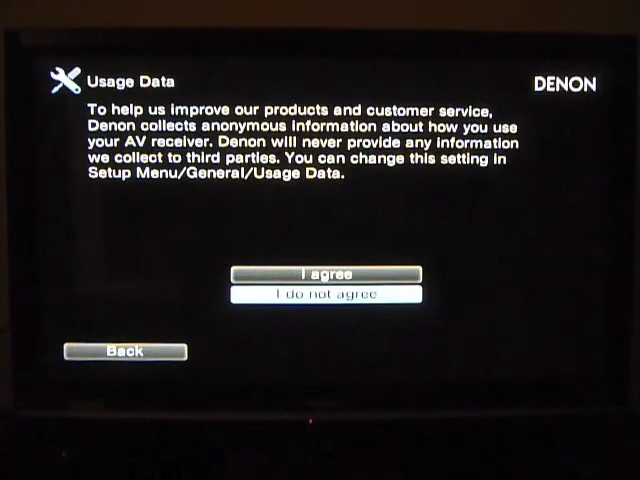 Usage Data
DENON
To help us improve our products and customer service,
Denon collects anonymous information about how you use
your AV receiver. Denon will never provide any information
we collect to third parties. You can change this setting in
Setup Menu/General/Usage Data.
I agree
I do not agree
Back